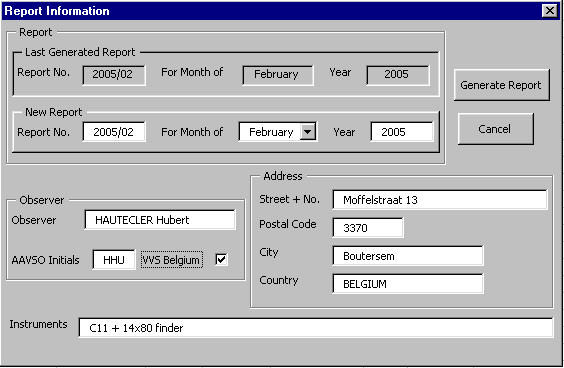 Report Information
Report
Last Generated Report
Report No. 2005/02 For Month of February Year 2005
Generate Report
New Report
Report No. 2005/02 For Month of February Year 2005
Cancel
Observer
Observer HAUTECLER Hubert
AAVSO Initials HHU VVS Belgium
Address
Street + No. Moffelstraat 13
Postal Code 3370
City Boutersem
Country BELGIUM
Instruments C11 + 14x80 finder